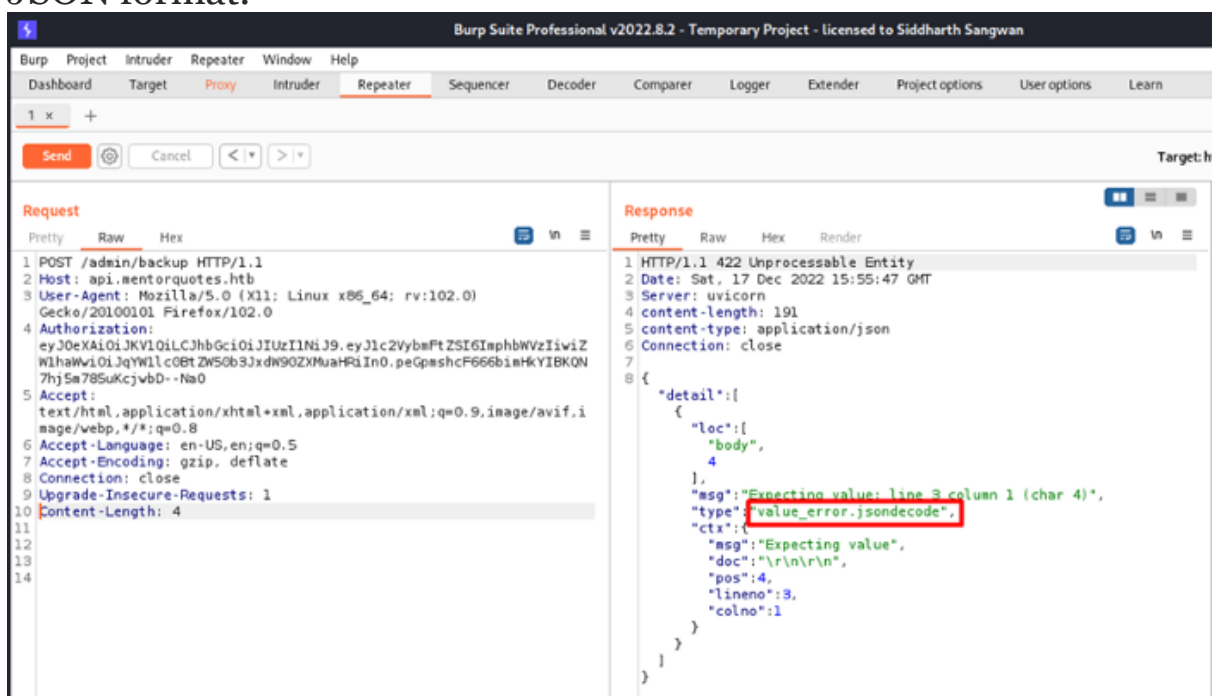 JSON format.
Burp Suite Professional v2022.8.2 - Temporary Project - licensed to Siddharth Sangwan
Burp Project Intruder Repeater Window Help
Dashboard Target Proxy Intruder Repeater Sequencer Decoder Comparer Logger Extender Project options User options Learn
1 × +
Send Cancel < > Target: h
Request
Pretty Raw Hex \n
1 POST /admin/backup HTTP/1.1
2 Host: api.mentorquotes.htb
3 User-Agent: Mozilla/5.0 (X11; Linux x86_64; rv:102.0)
Gecko/20100101 Firefox/102.0
4 Authorization:
eyJ0eXAiOiJKV1QiLCJhbGciOiJIUzI1NiJ9.eyJ1c2VybmFtZSI6ImphbWVzIiwiZ
W1haWwiOiJqYW1lc0BtZW50b3JxdW90ZXMuaHRiIn0.peGpmshcF666bimHkYIBKQN
7hj5m785uKcjwbD--Na0
5 Accept:
text/html,application/xhtml+xml,application/xml;q=0.9,image/avif,i
mage/webp,*/*;q=0.8
6 Accept-Language: en-US,en;q=0.5
7 Accept-Encoding: gzip, deflate
8 Connection: close
9 Upgrade-Insecure-Requests: 1
10 Content-Length: 4
11
12
13
14
Response
Pretty Raw Hex Render \n
1 HTTP/1.1 422 Unprocessable Entity
2 Date: Sat, 17 Dec 2022 15:55:47 GMT
3 Server: uvicorn
4 content-length: 191
5 content-type: application/json
6 Connection: close
7
8 {
"detail":[
{
"loc":[
"body",
4
],
"msg":"Expecting value: line 3 column 1 (char 4)",
"type":"value_error.jsondecode",
"ctx":{
"msg":"Expecting value",
"doc":"\r\n\r\n",
"pos":4,
"lineno":3,
"colno":1
}
}
]
}